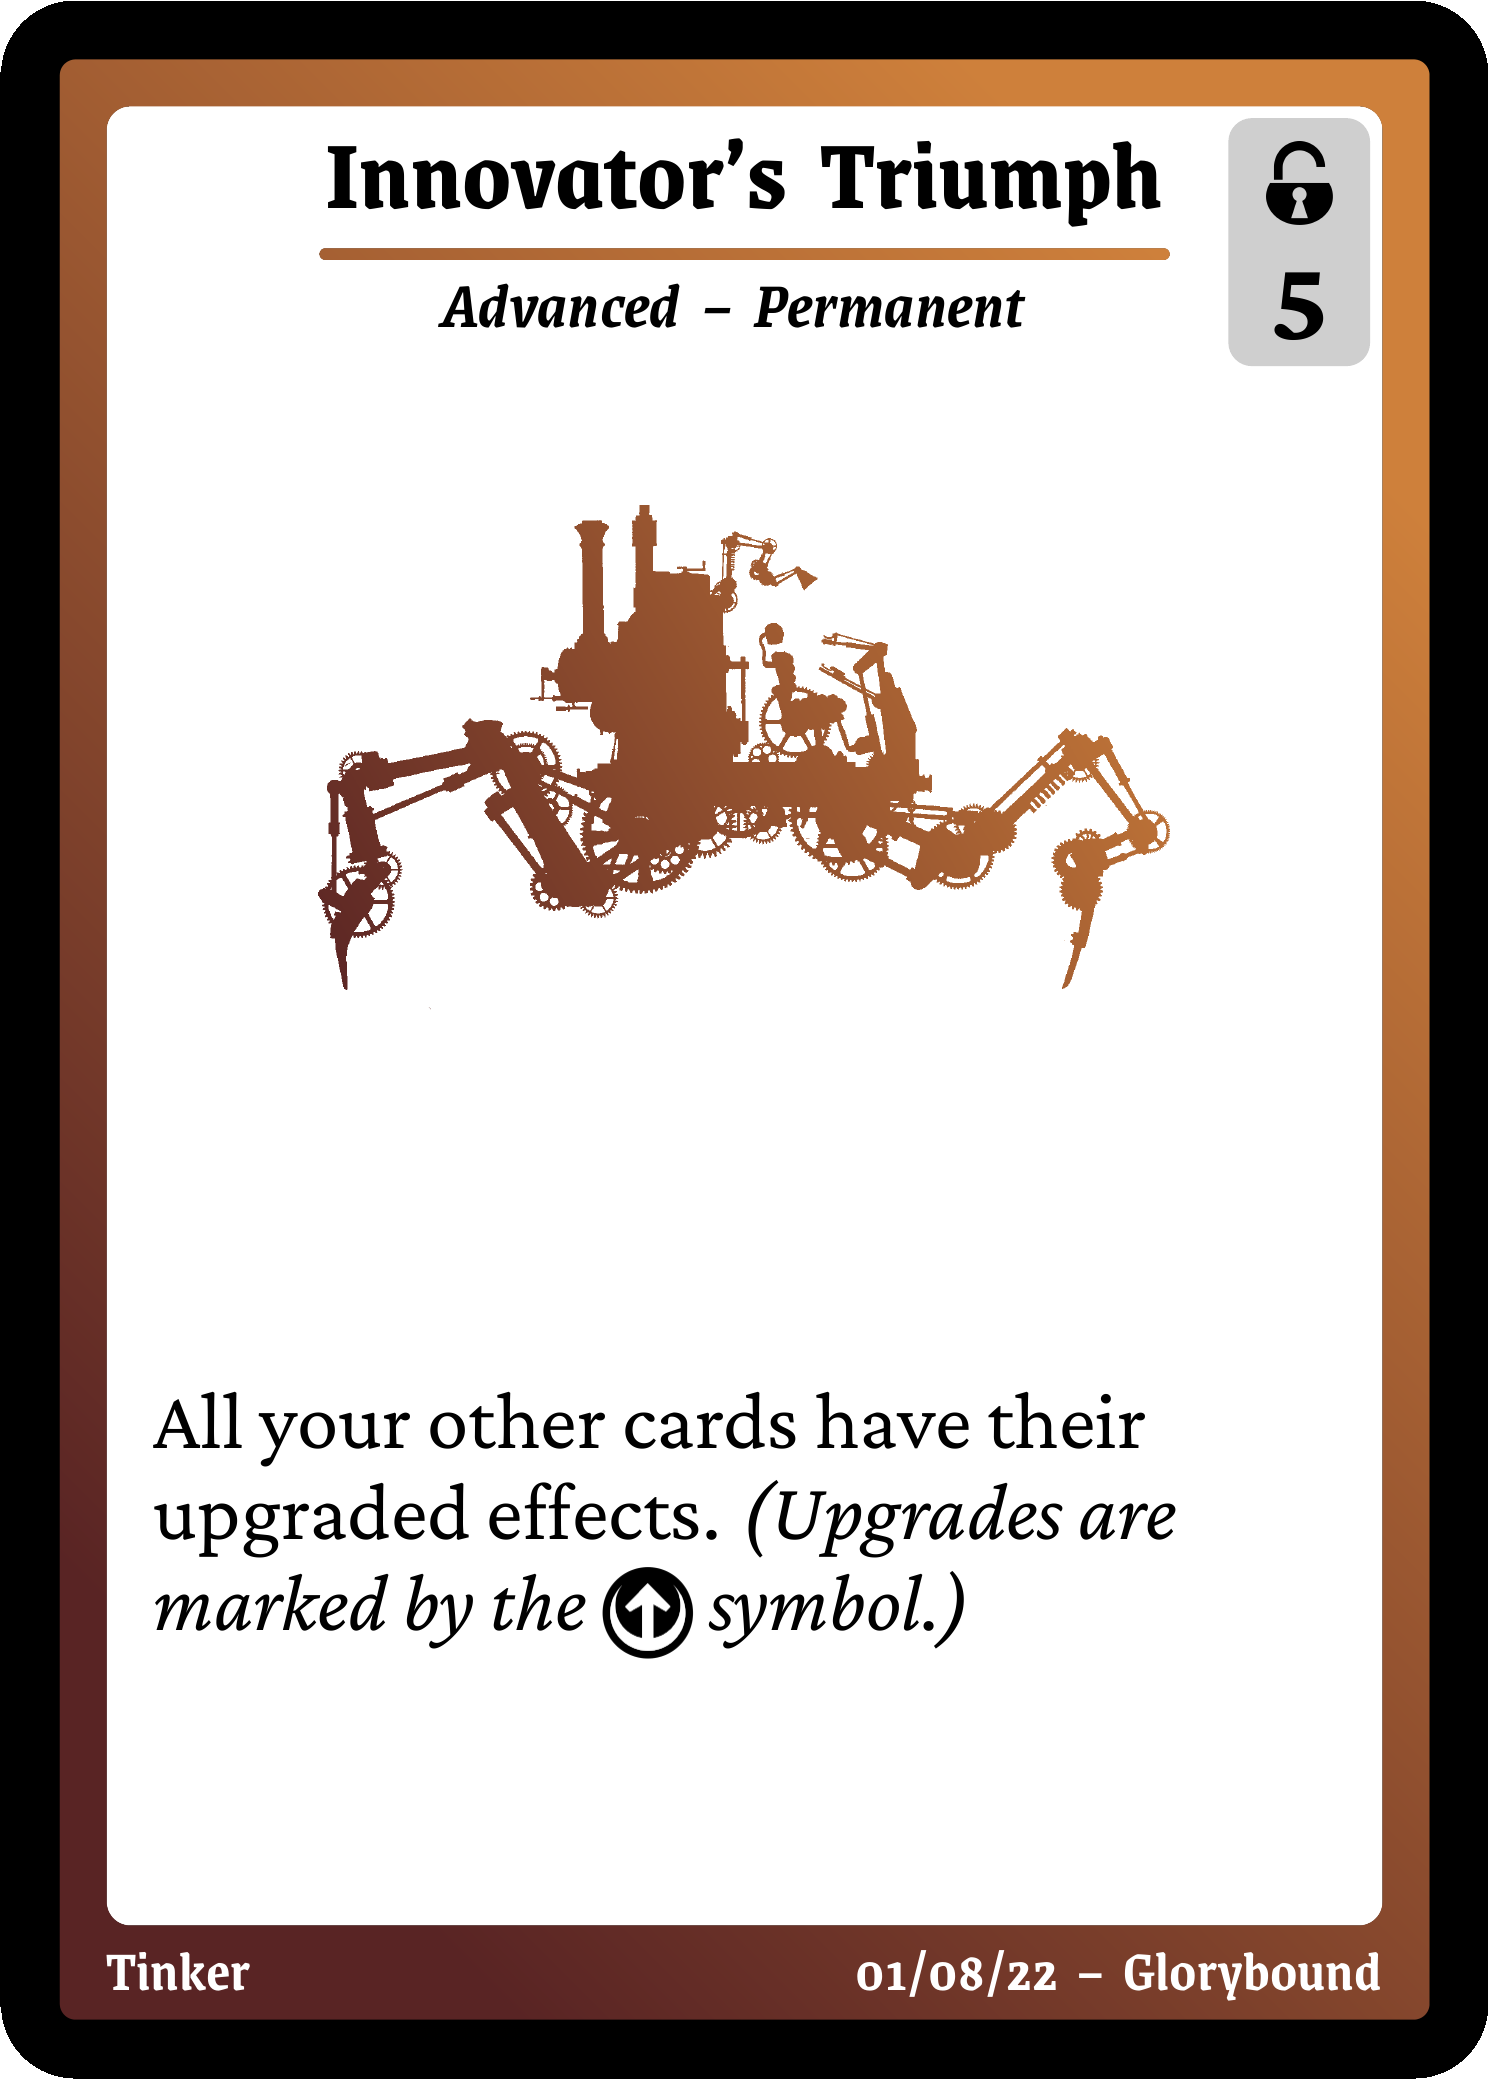 Innovator's Triumph
Advanced – Permanent
5
All your other cards have their
upgraded effects. (Upgrades are
marked by the symbol.)
Tinker
01/08/22 – Glorybound